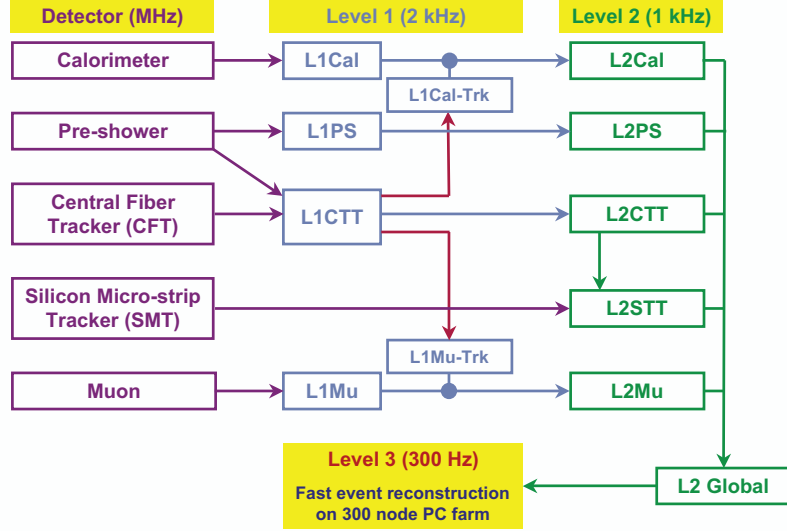 Detector (MHz)
Level 1 (2 kHz)
Level 2 (1 kHz)
Calorimeter
L1Cal
L2Cal
L1Cal-Trk
Pre-shower
L1PS
L2PS
Central Fiber
Tracker (CFT)
L1CTT
L2CTT
Silicon Micro-strip
Tracker (SMT)
L2STT
L1Mu-Trk
Muon
L1Mu
L2Mu
Level 3 (300 Hz)
Fast event reconstruction
on 300 node PC farm
L2 Global